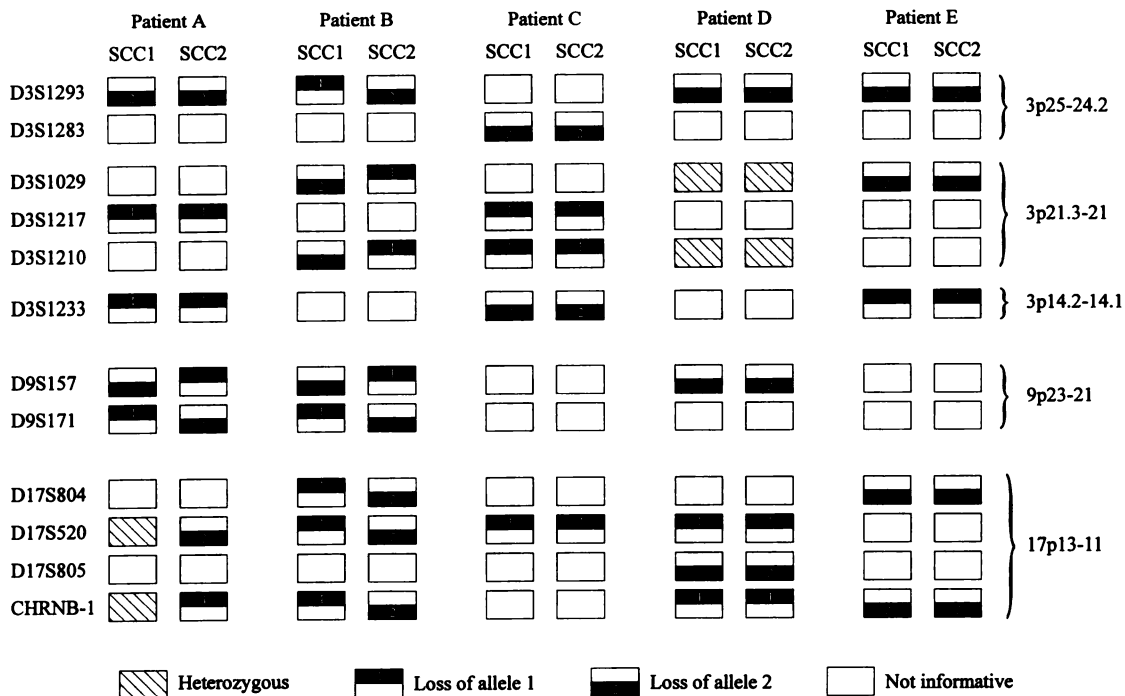 Patient A Patient B Patient C Patient D Patient E
SCC1 SCC2 SCC1 SCC2 SCC1 SCC2 SCC1 SCC2 SCC1 SCC2
D3S1293
3p25-24.2
D3S1283
D3S1029
D3S1217
3p21.3-21
D3S1210
D3S1233
3p14.2-14.1
D9S157
9p23-21
D9S171
D17S804
D17S520
17p13-11
D17S805
CHRNB-1
Heterozygous Loss of allele 1 Loss of allele 2 Not informative